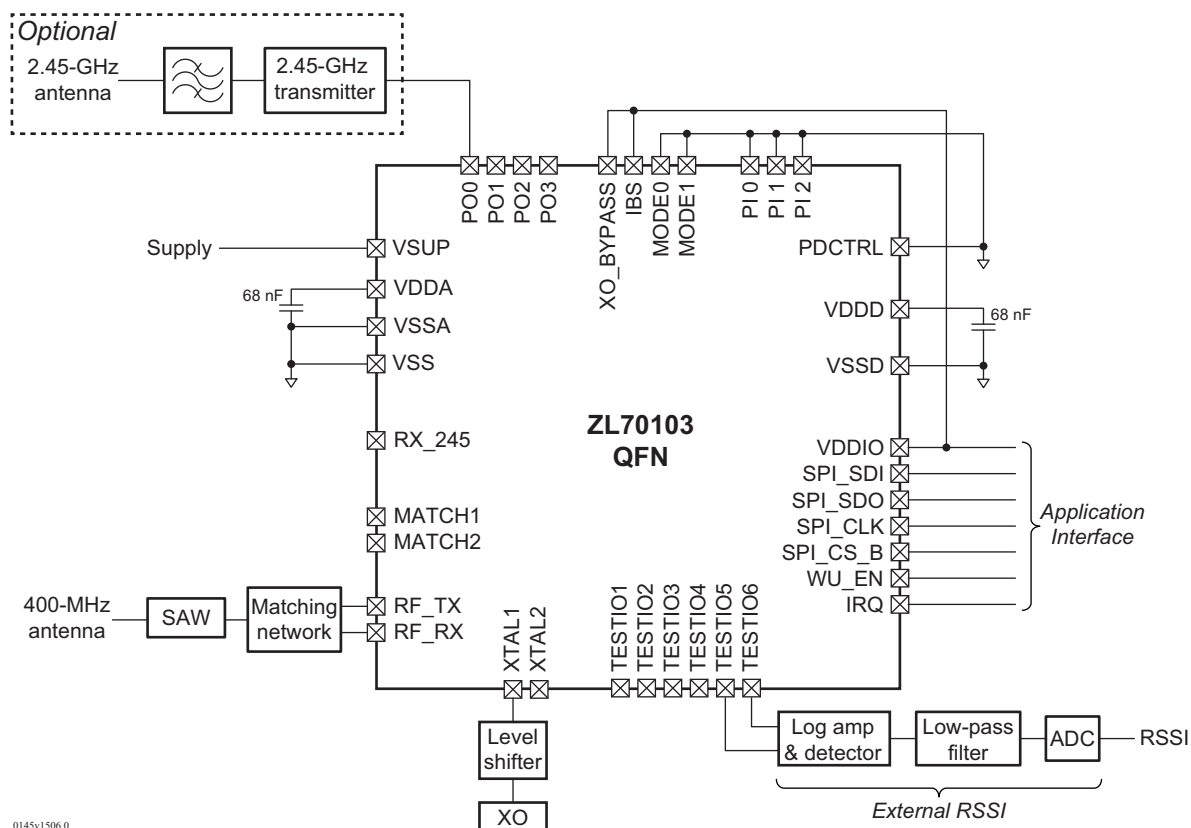 Optional
2.45-GHz
antenna
2.45-GHz
transmitter
PO0
PO1
PO2
PO3
XO_BYPASS
IBS
MODE0
MODE1
PI 0
PI 1
PI 2
Supply
VSUP
VDDA
68 nF
VSSA
VSS
PDCTRL
VDDD
68 nF
VSSD
ZL70103
QFN
RX_245
MATCH1
MATCH2
VDDIO
SPI_SDI
SPI_SDO
SPI_CLK
SPI_CS_B
WU_EN
IRQ
Application
Interface
400-MHz
antenna
SAW
Matching
network
RF_TX
RF_RX
XTAL1
XTAL2
TESTIO1
TESTIO2
TESTIO3
TESTIO4
TESTIO5
TESTIO6
Level
shifter
XO
Log amp
& detector
Low-pass
filter
ADC
RSSI
External RSSI
0145v1506.0